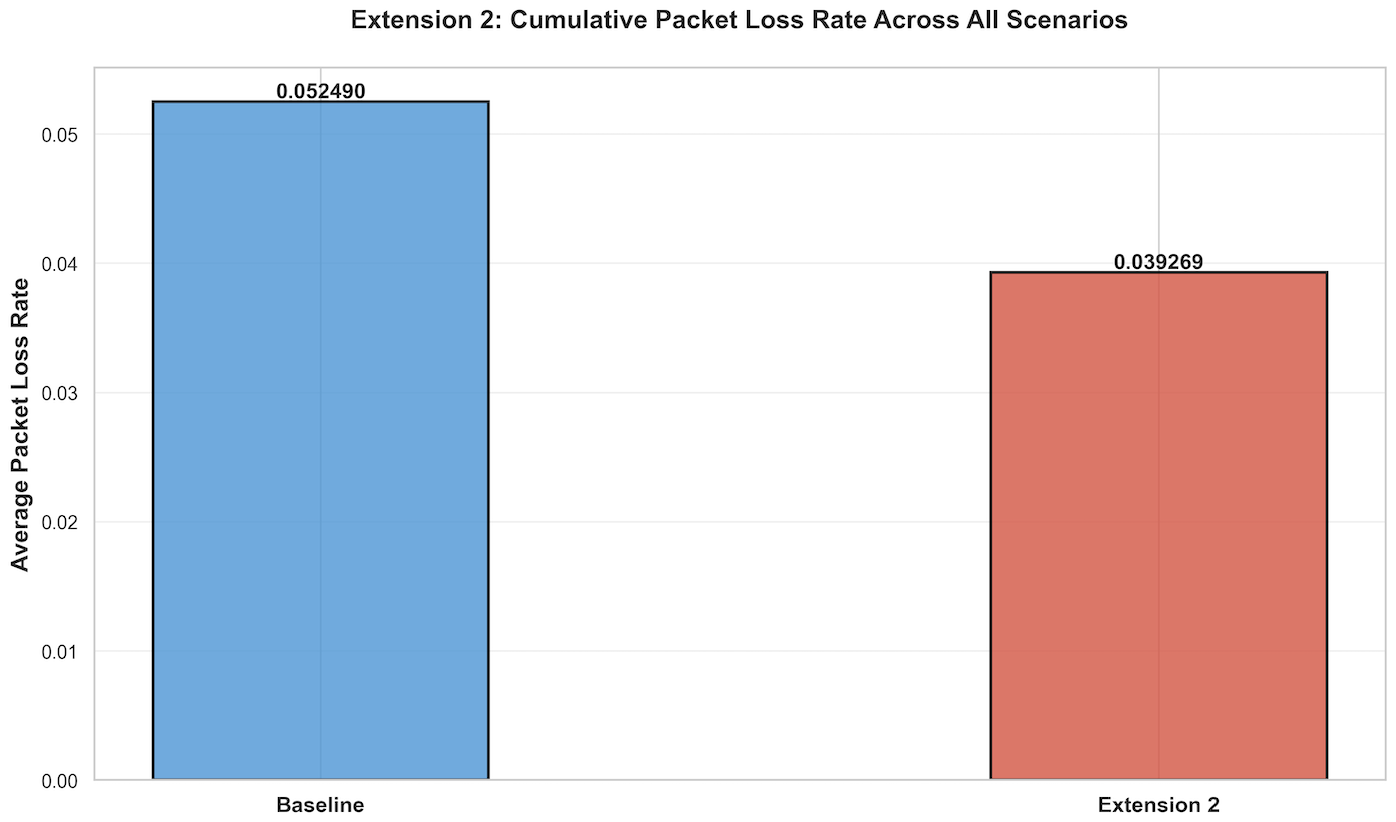 Extension 2: Cumulative Packet Loss Rate Across All Scenarios
Average Packet Loss Rate
0.05
0.04
0.03
0.02
0.01
0.00
0.052490
0.039269
Baseline
Extension 2